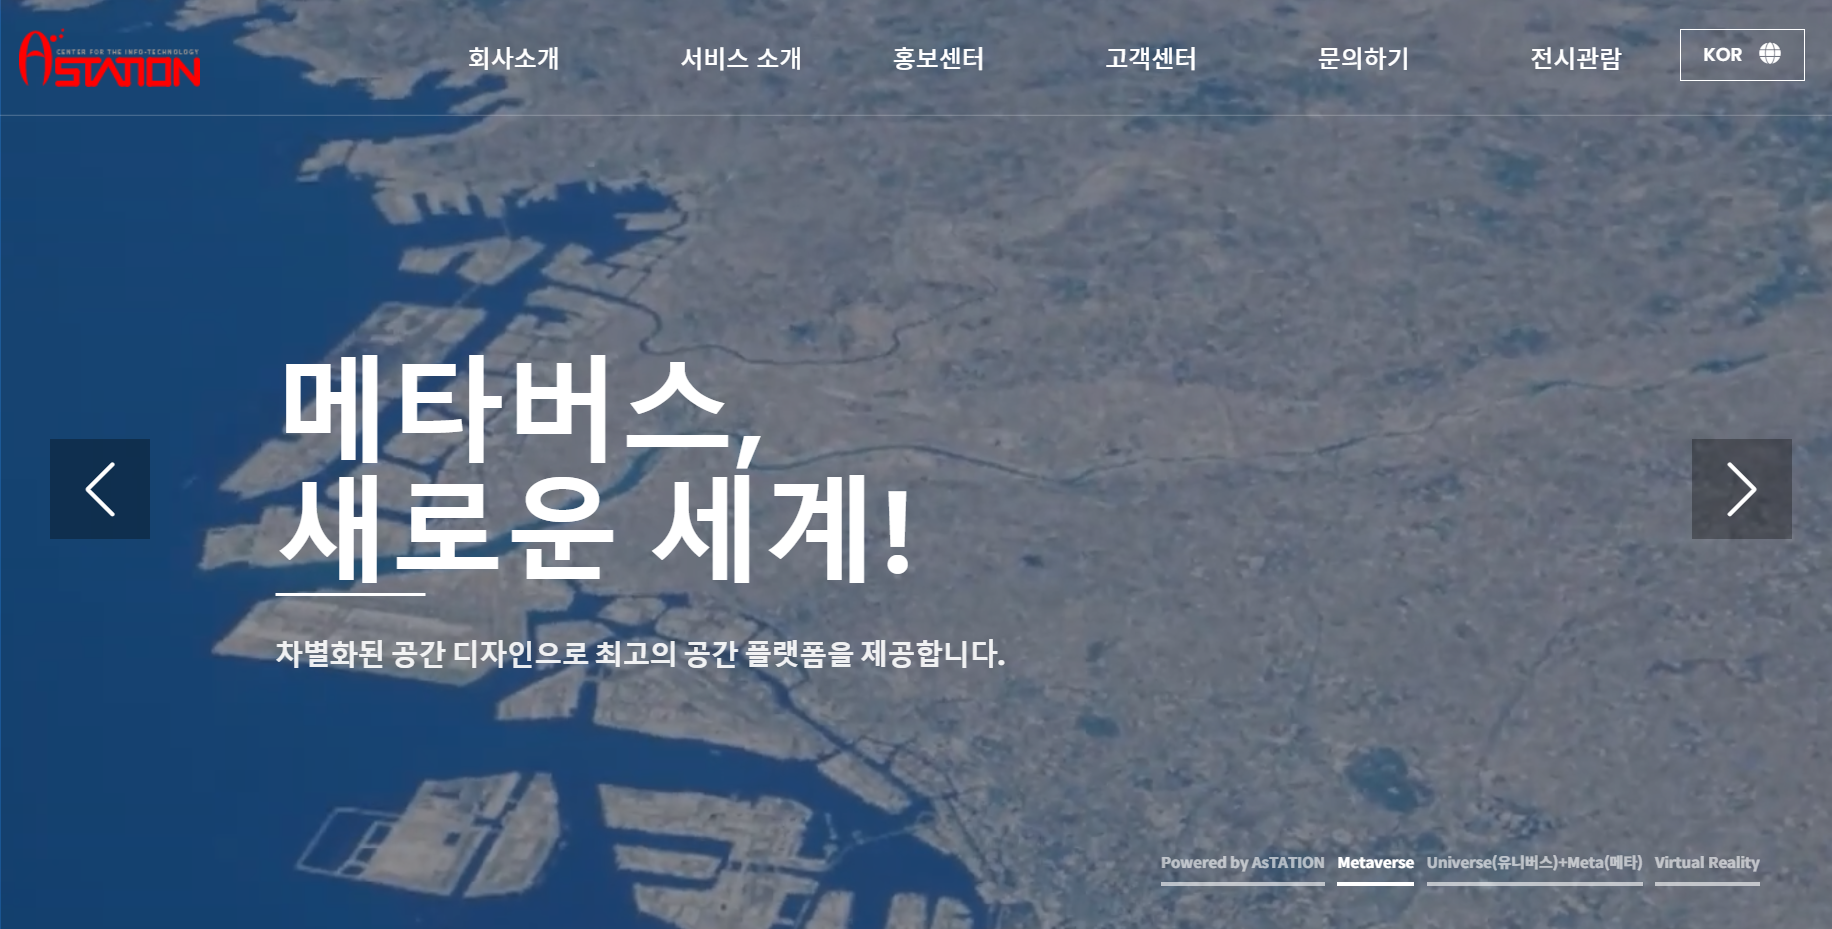 AsTATION
CENTER FOR THE INFO-TECHNOLOGY
회사소개
서비스 소개
홍보센터
고객센터
문의하기
전시관람
KOR
메타버스,
새로운 세계!
차별화된 공간 디자인으로 최고의 공간 플랫폼을 제공합니다.
Powered by AsTATION
Metaverse
Universe(유니버스)+Meta(메타)
Virtual Reality